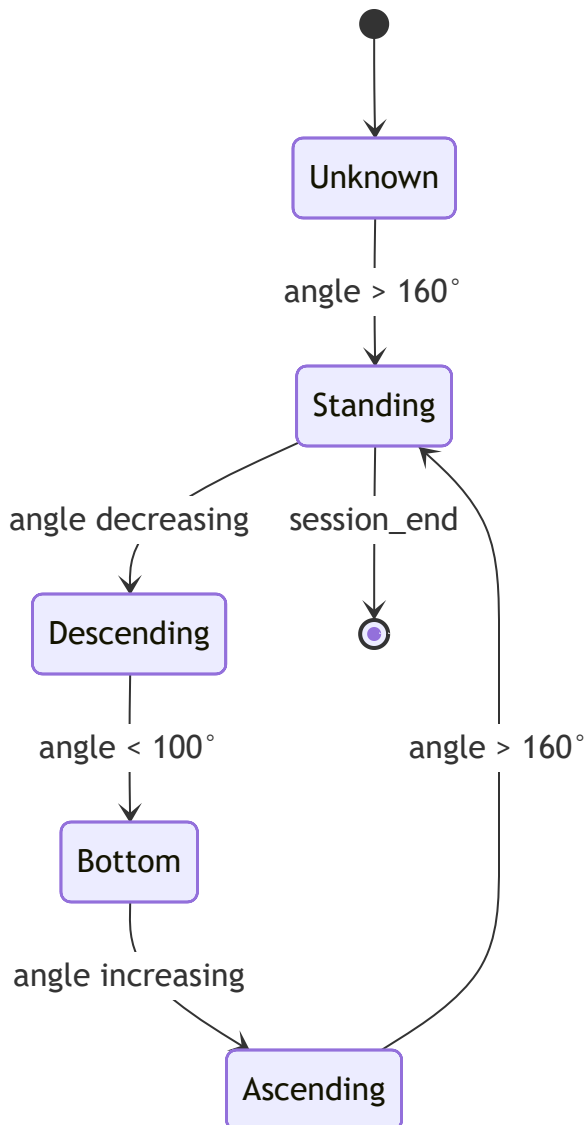 Unknown
angle > 160°
Standing
angle decreasing
session_end
Descending
angle < 100°
angle > 160°
Bottom
angle increasing
Ascending